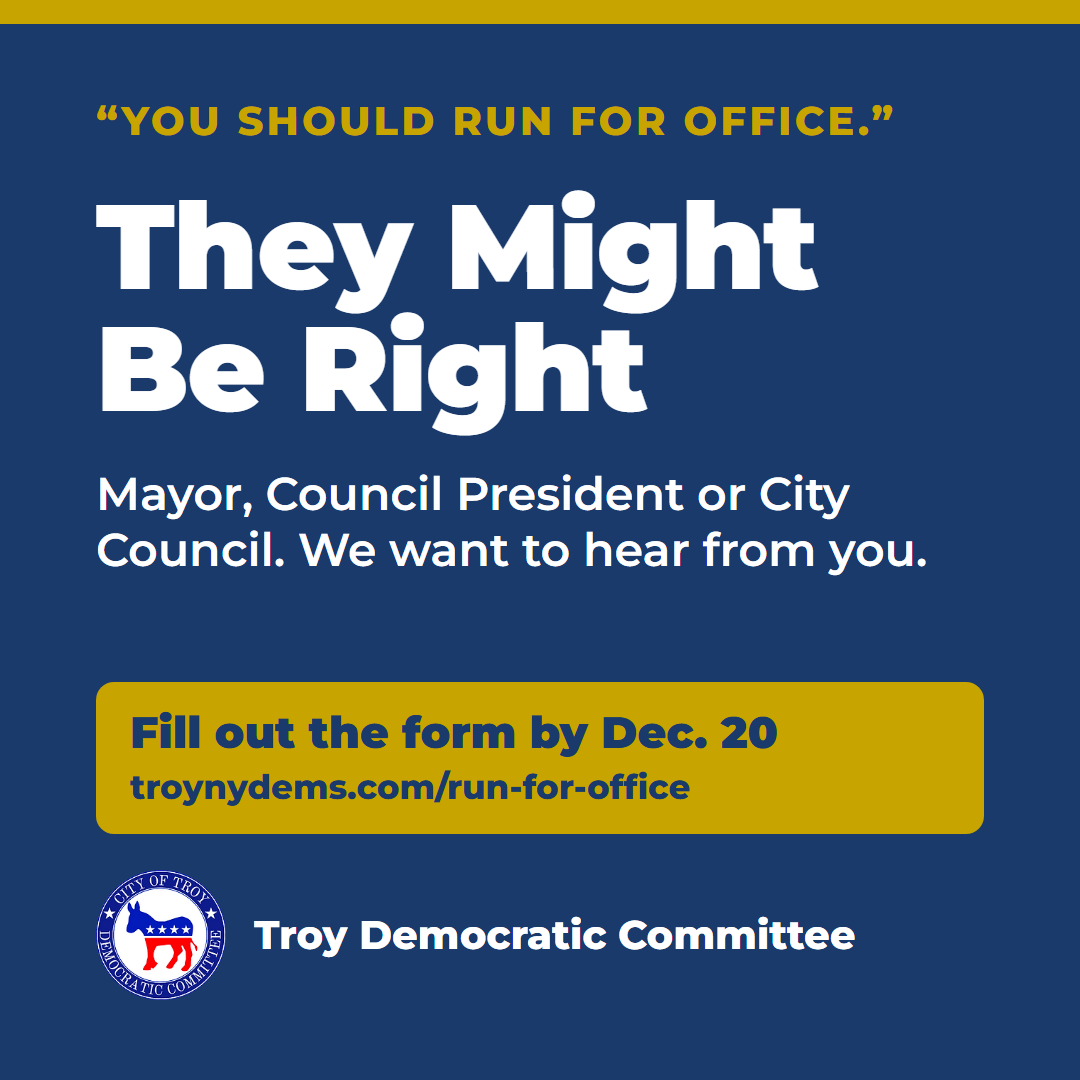 “YOU SHOULD RUN FOR OFFICE.”
They Might
Be Right
Mayor, Council President or City
Council. We want to hear from you.
Fill out the form by Dec. 20
troynydems.com/run-for-office
CITY OF TROY
DEMOCRATIC COMMITTEE
Troy Democratic Committee